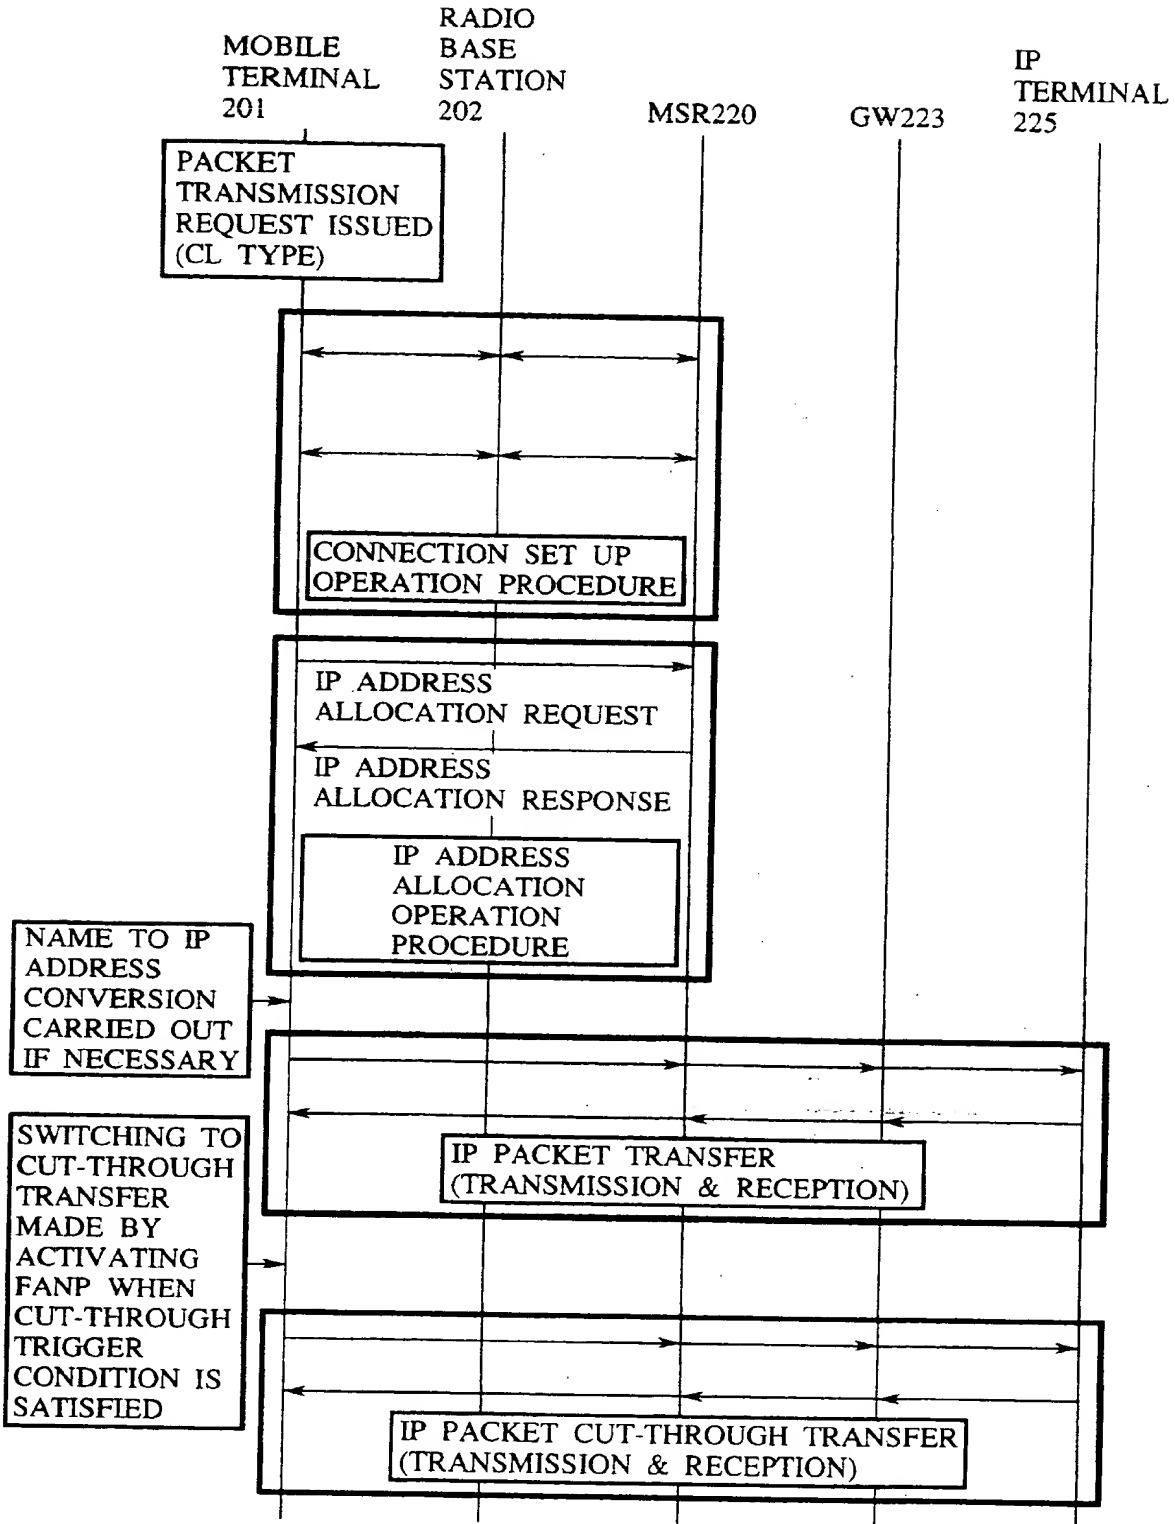 MOBILE
TERMINAL
201
RADIO
BASE
STATION
202
MSR220
GW223
IP
TERMINAL
225
PACKET
TRANSMISSION
REQUEST ISSUED
(CL TYPE)
CONNECTION SET UP
OPERATION PROCEDURE
IP ADDRESS
ALLOCATION REQUEST
IP ADDRESS
ALLOCATION RESPONSE
IP ADDRESS
ALLOCATION
OPERATION
PROCEDURE
NAME TO IP
ADDRESS
CONVERSION
CARRIED OUT
IF NECESSARY
IP PACKET TRANSFER
(TRANSMISSION & RECEPTION)
SWITCHING TO
CUT-THROUGH
TRANSFER
MADE BY
ACTIVATING
FANP WHEN
CUT-THROUGH
TRIGGER
CONDITION IS
SATISFIED
IP PACKET CUT-THROUGH TRANSFER
(TRANSMISSION & RECEPTION)